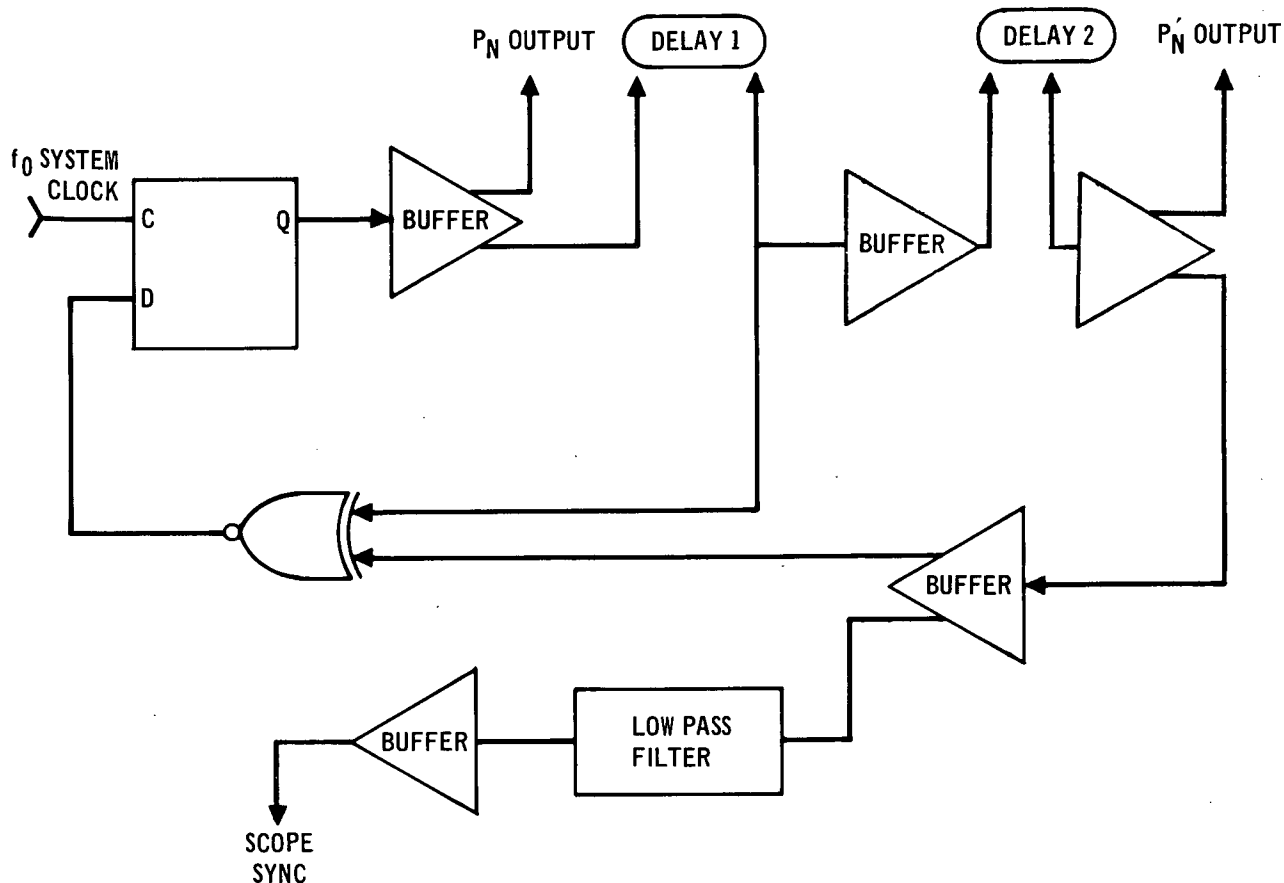 P_N OUTPUT
DELAY 1
DELAY 2
P'_N OUTPUT
f_0 SYSTEM
CLOCK
C
Q
D
BUFFER
BUFFER
BUFFER
LOW PASS
FILTER
BUFFER
SCOPE
SYNC